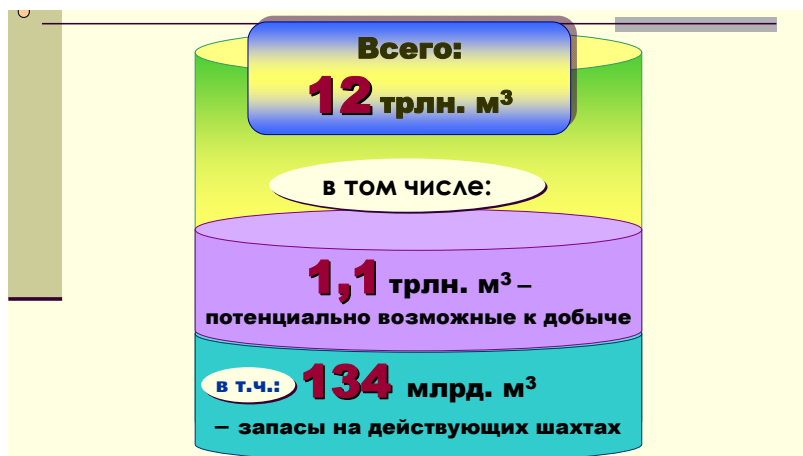 Всего:
12 трлн. м³
в том числе:
1,1 трлн. м³ –
потенциально возможные к добыче
в т.ч.: 134 млрд. м³
– запасы на действующих шахтах